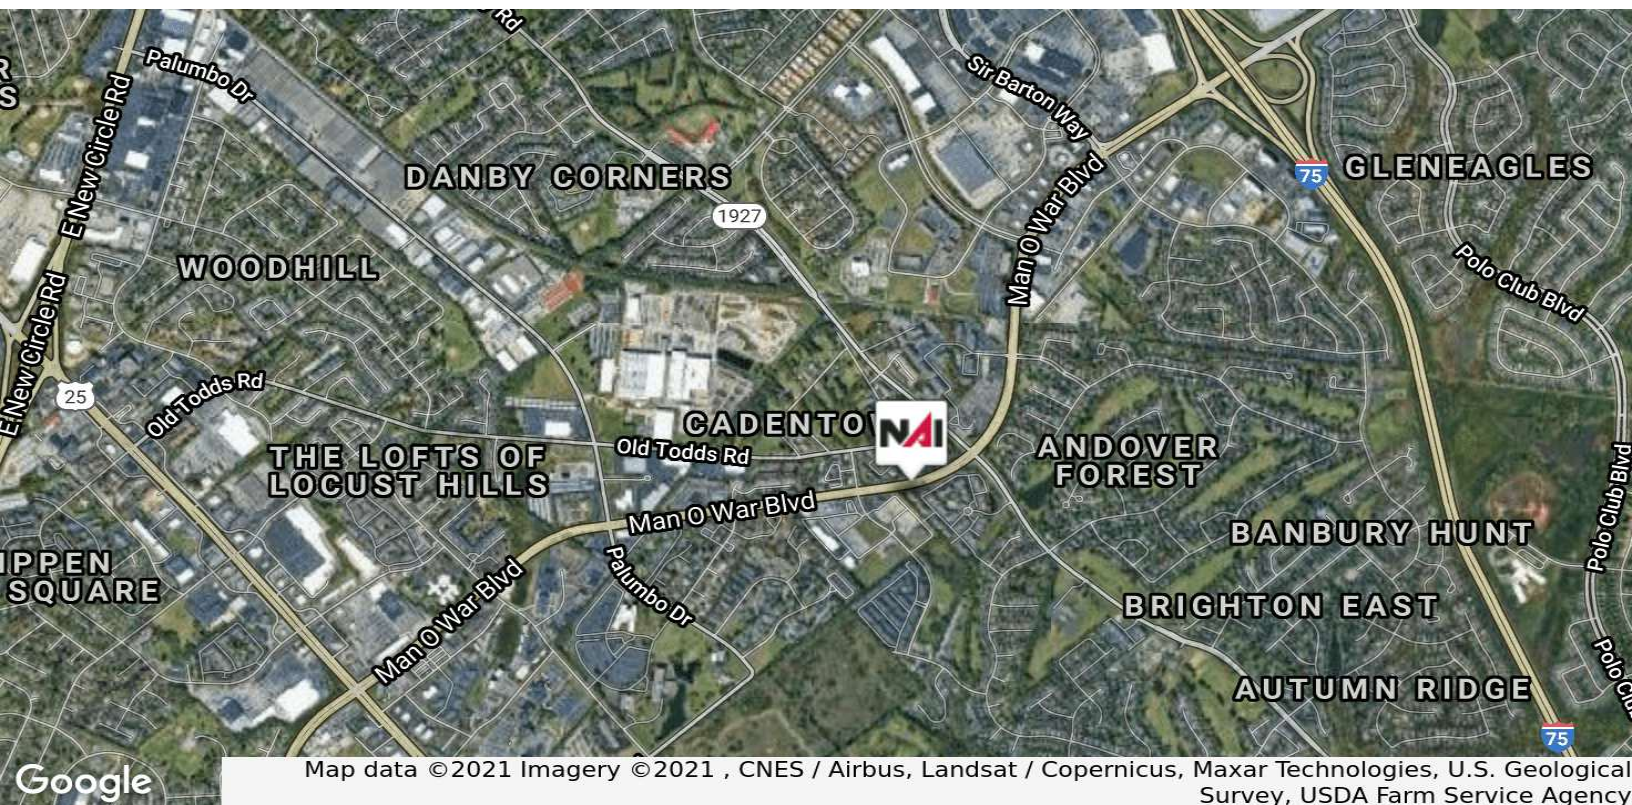 Rd
Palumbo Dr
E New Circle Rd
Sir Barton Way
DANBY CORNERS
GLENEAGLES
75
1927
Man O War Blvd
WOODHILL
Polo Club Blvd
E New Circle Rd
25
Old Todds Rd
CADENTO
NAI
Old Todds Rd
THE LOFTS OF
LOCUST HILLS
ANDOVER
FOREST
Man O War Blvd
Polo Club Blvd
BANBURY HUNT
IPPEN
SQUARE
Man O War Blvd
Palumbo Dr
BRIGHTON EAST
AUTUMN RIDGE
75
Google
Map data ©2021 Imagery ©2021 , CNES / Airbus, Landsat / Copernicus, Maxar Technologies, U.S. Geological
Survey, USDA Farm Service Agency